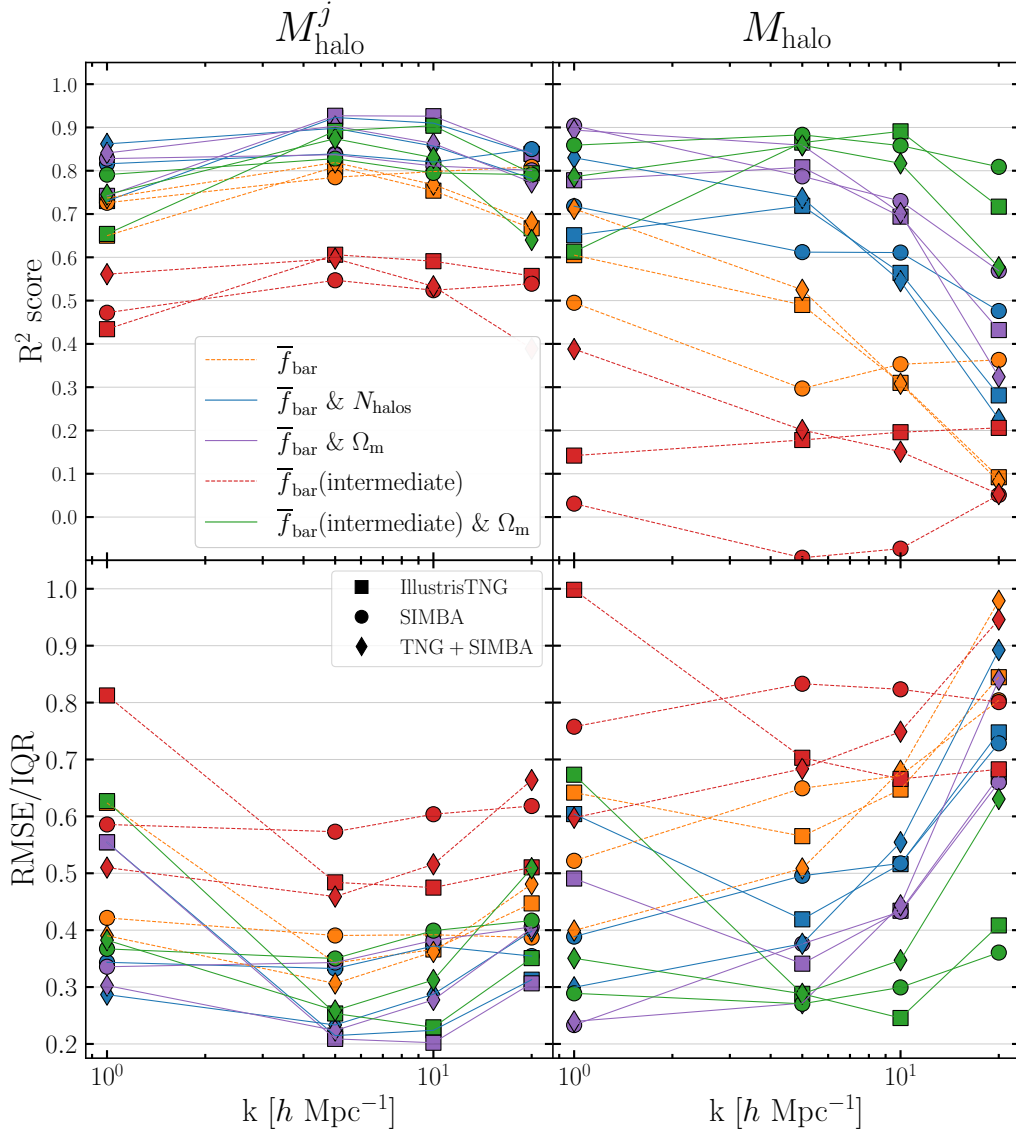 M^j_halo
M_halo
R² score
1.0
0.9
0.8
0.7
0.6
0.5
0.4
0.3
0.2
0.1
0.0
f̅_bar
f̅_bar & N_halos
f̅_bar & Ω_m
f̅_bar(intermediate)
f̅_bar(intermediate) & Ω_m
RMSE/IQR
1.0
0.9
0.8
0.7
0.6
0.5
0.4
0.3
0.2
IllustrisTNG
SIMBA
TNG + SIMBA
10⁰ 10¹ 10⁰ 10¹
k [h Mpc⁻¹] k [h Mpc⁻¹]